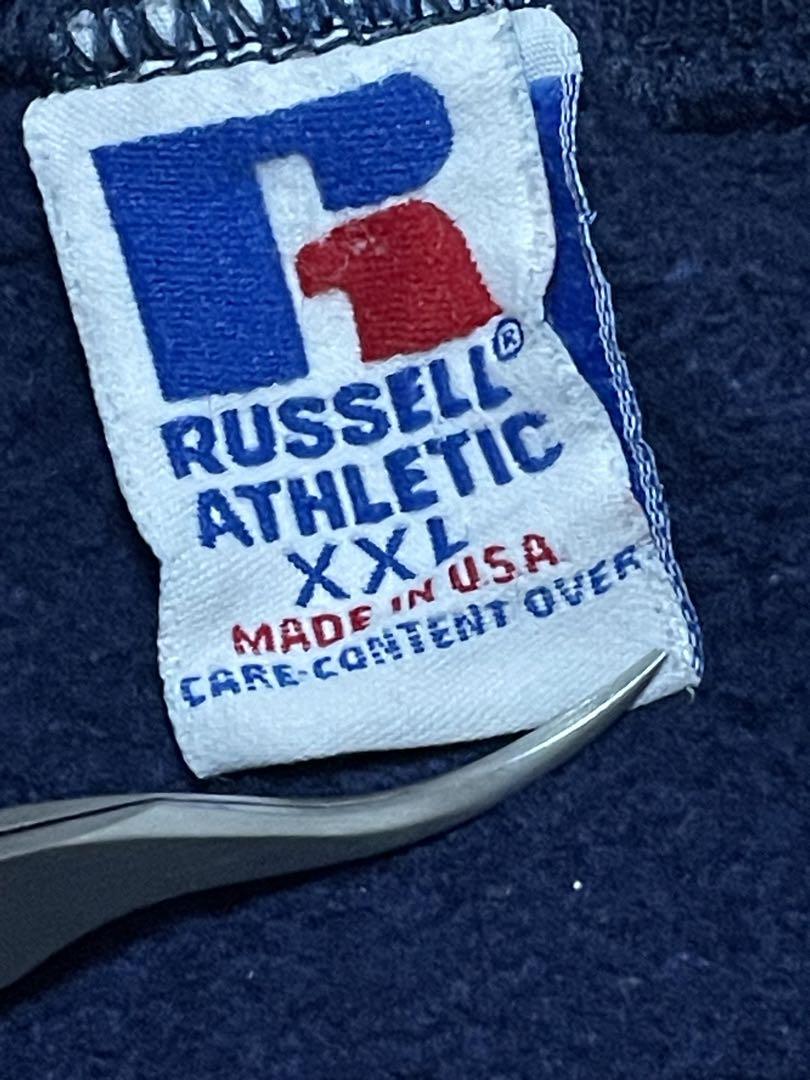 RUSSELL®
ATHLETIC
XXL
MADE IN USA
CARE-CONTENT OVER